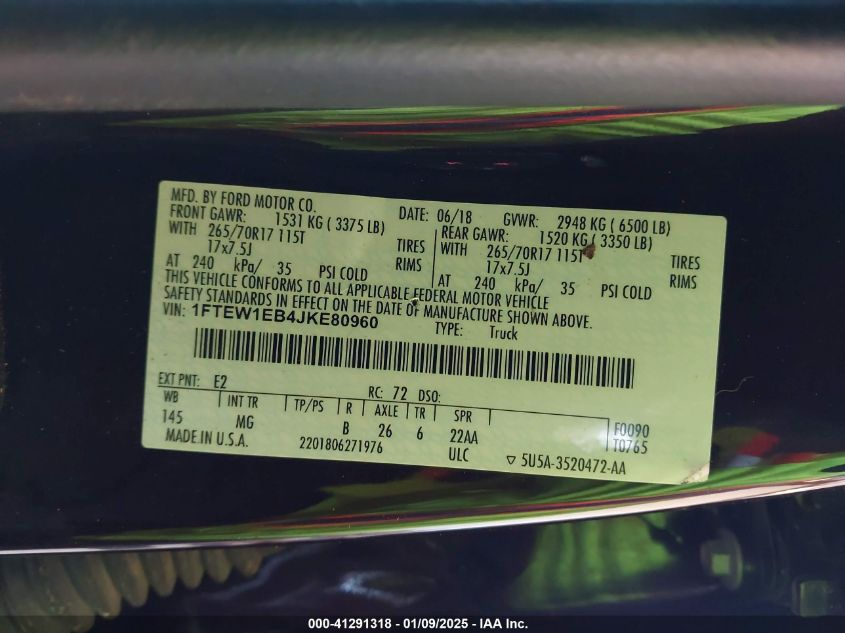 MFD. BY FORD MOTOR CO.
DATE: 06/18 GVWR: 2948 KG ( 6500 LB)
FRONT GAWR: 1531 KG ( 3375 LB)
WITH 265/70R17 115T TIRES
17x7.5J RIMS
AT 240 kPa/ 35 PSI COLD
REAR GAWR: 1520 KG ( 3350 LB)
WITH 265/70R17 115T TIRES
17x7.5J RIMS
AT 240 kPa/ 35 PSI COLD
THIS VEHICLE CONFORMS TO ALL APPLICABLE FEDERAL MOTOR VEHICLE
SAFETY STANDARDS IN EFFECT ON THE DATE OF MANUFACTURE SHOWN ABOVE.
VIN: 1FTEW1EB4JKE80960
TYPE: Truck
EXT PNT: E2 RC: 72 DSO:
WB INT TR TP/PS R AXLE TR SPR
145 MG B 26 6 22AA
F0090
T0765
MADE IN U.S.A. 2201806271976 ULC
▽ 5U5A-3520472-AA
000-41291318 - 01/09/2025 - IAA Inc.